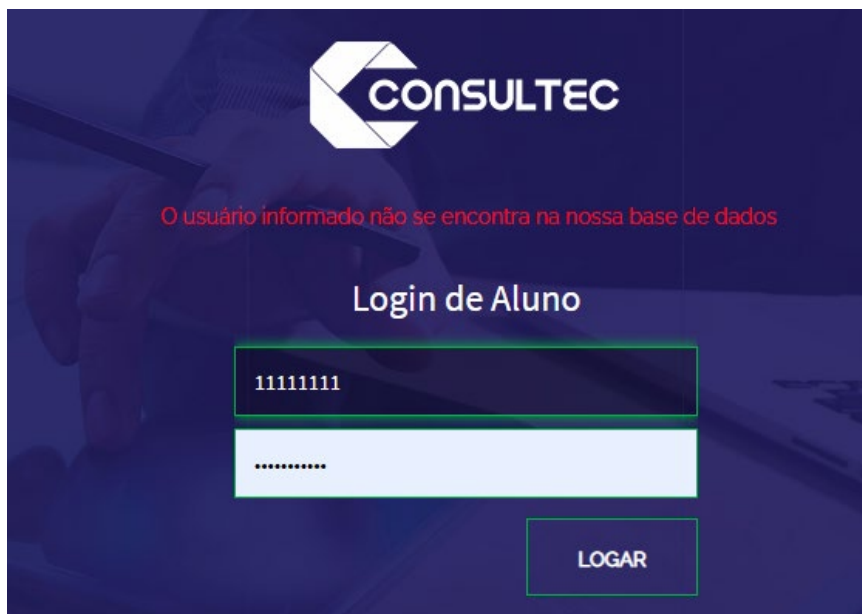 CONSULTEC
O usuário informado não se encontra na nossa base de dados
Login de Aluno
11111111
•••••••••••
LOGAR